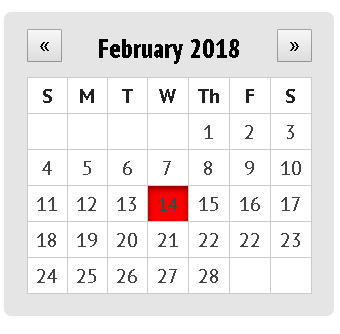 « February 2018 »
S M T W Th F S
1 2 3
4 5 6 7 8 9 10
11 12 13 14 15 16 17
18 19 20 21 22 22 23
24 25 26 27 28